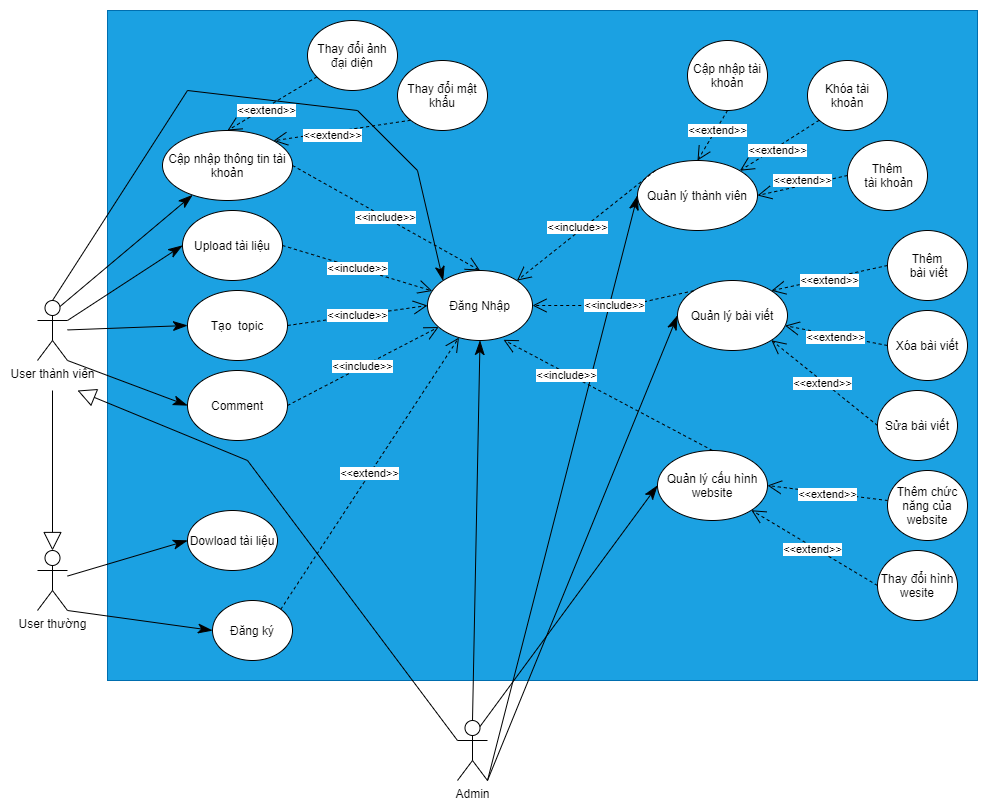 Thay đổi ảnh
đại diện
Thay đổi mật
khẩu
<<extend>>
<<extend>>
Cập nhập thông tin tài
khoản
Cập nhập tài
khoản
Khóa tài
khoản
<<extend>>
<<extend>>
Thêm
tài khoản
<<extend>>
Quản lý thành viên
<<include>>
<<include>>
Upload tài liệu
<<include>>
Thêm
bài viết
<<extend>>
Đăng Nhập
<<include>>
Tạo  topic
<<include>>
Quản lý bài viết
<<extend>>
Xóa bài viết
User thành viên
<<include>>
<<include>>
<<extend>>
Comment
Sửa bài viết
<<extend>>
Quản lý cấu hình
website
<<extend>>
Thêm chức
năng của
website
Dowload tài liệu
<<extend>>
Thay đổi hình
wesite
User thường
Đăng ký
Admin